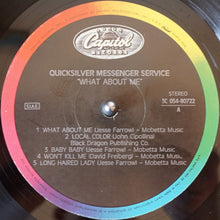 Capitol
RECORDS
QUICKSILVER MESSENGER SERVICE
"WHAT ABOUT ME"
STEREO
5C 054-80722
A
1 WHAT ABOUT ME (Jesse Farrow) - Mobetta Music
2 LOCAL COLOR (John Cipollina)
Black Dragon Publishing Co.
3 BABY BABY (Jesse Farrow) - Mobetta Music
4 WON'T KILL ME (David Freiberg) - Mobetta Music
5 LONG HAIRED LADY (Jesse Farrow) - Mobetta Music